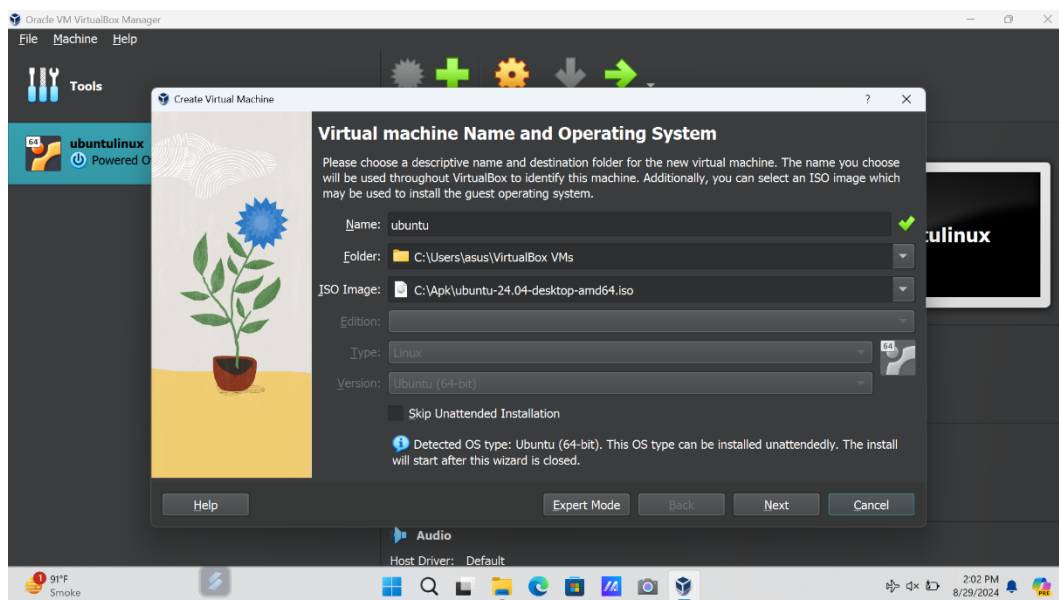 Oracle VM VirtualBox Manager
File Machine Help
Tools
64
ubuntulinux
Powered O
Create Virtual Machine
?
Virtual machine Name and Operating System
Please choose a descriptive name and destination folder for the new virtual machine. The name you choose
will be used throughout VirtualBox to identify this machine. Additionally, you can select an ISO image which
may be used to install the guest operating system.
Name: ubuntu
Folder: C:\Users\asus\VirtualBox VMs
ISO Image: C:\Apk\ubuntu-24.04-desktop-amd64.iso
Edition:
Type: Linux
64
Version: Ubuntu (64-bit)
Skip Unattended Installation
Detected OS type: Ubuntu (64-bit). This OS type can be installed unattendedly. The install
will start after this wizard is closed.
Help Expert Mode Back Next Cancel
ulinux
Audio
Host Driver: Default
1
91°F
Smoke
2:02 PM
8/29/2024
PRE